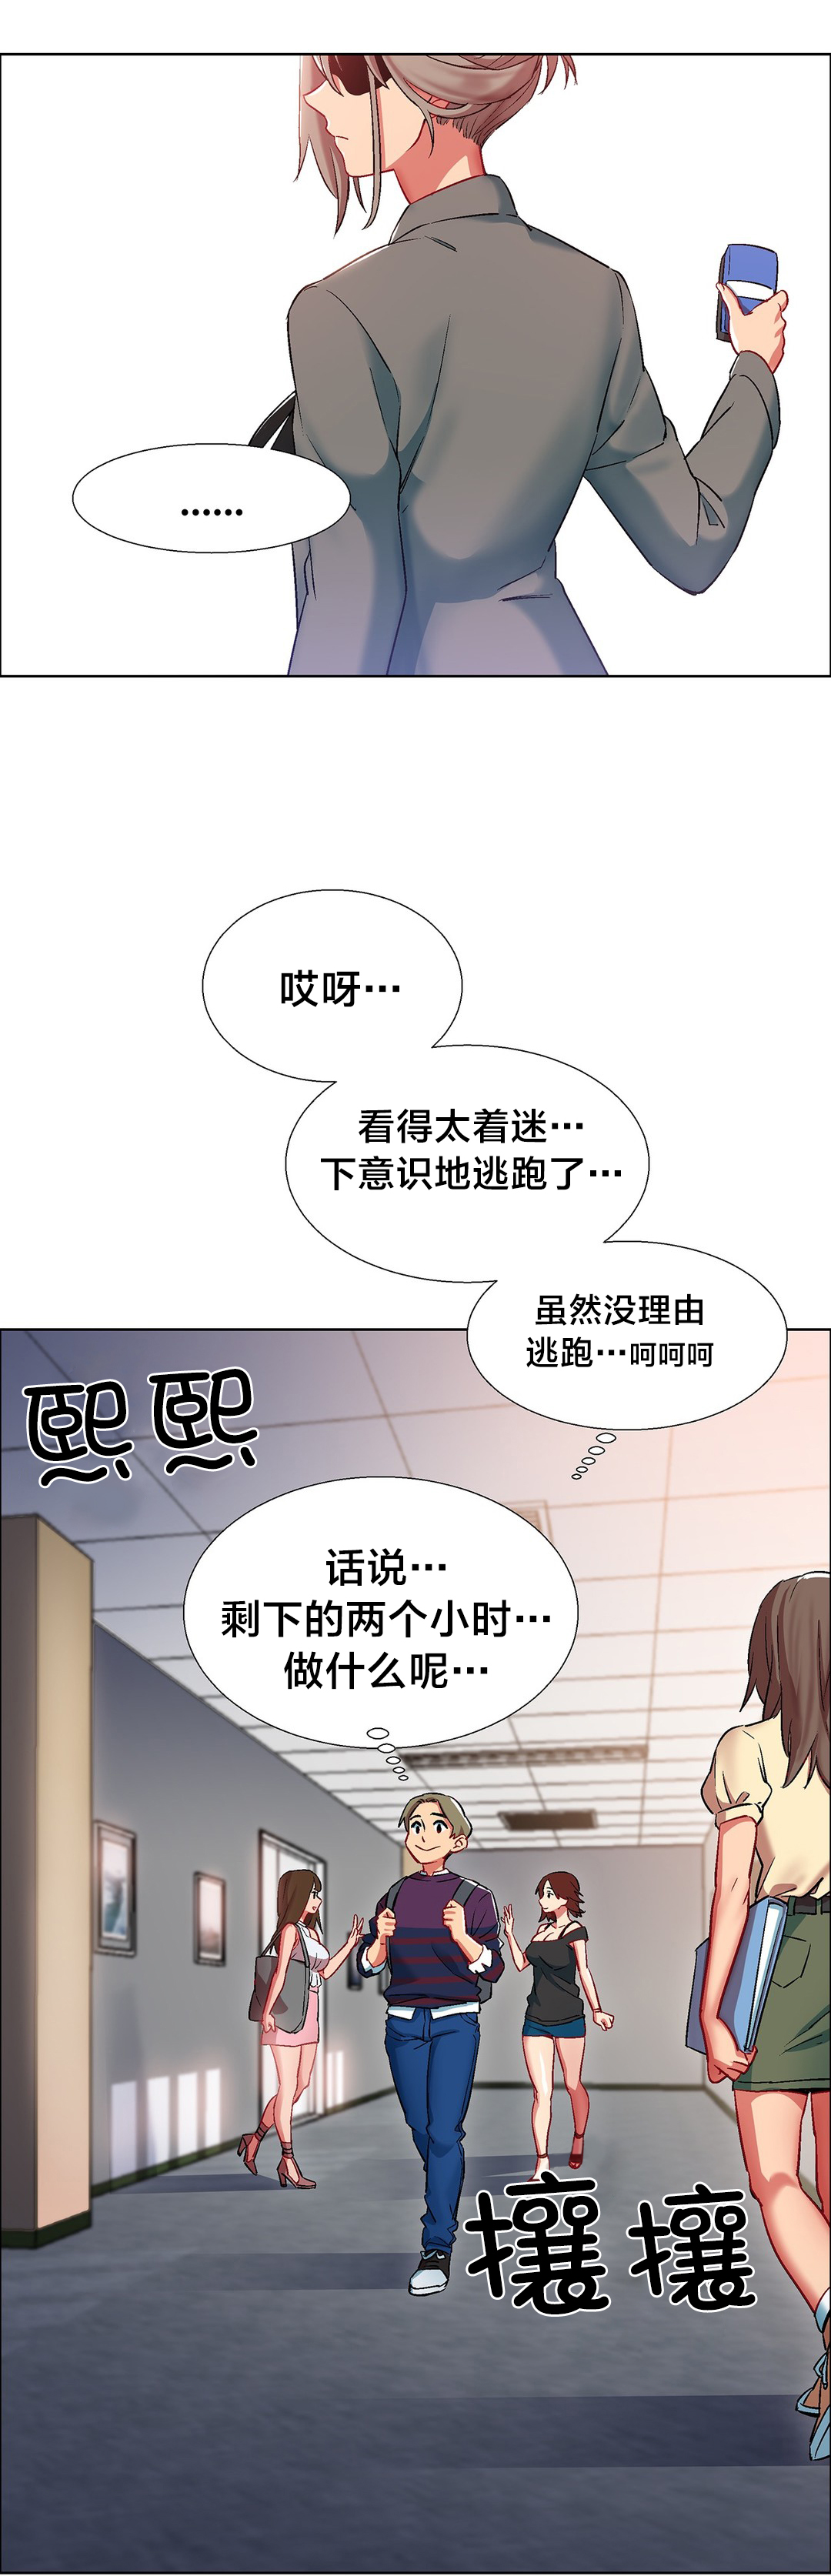 ……
哎呀…
看得太着迷…
下意识地逃跑了…
虽然没理由
逃跑…呵呵呵
熙熙
话说…
剩下的两个小时…
做什么呢…
攘攘